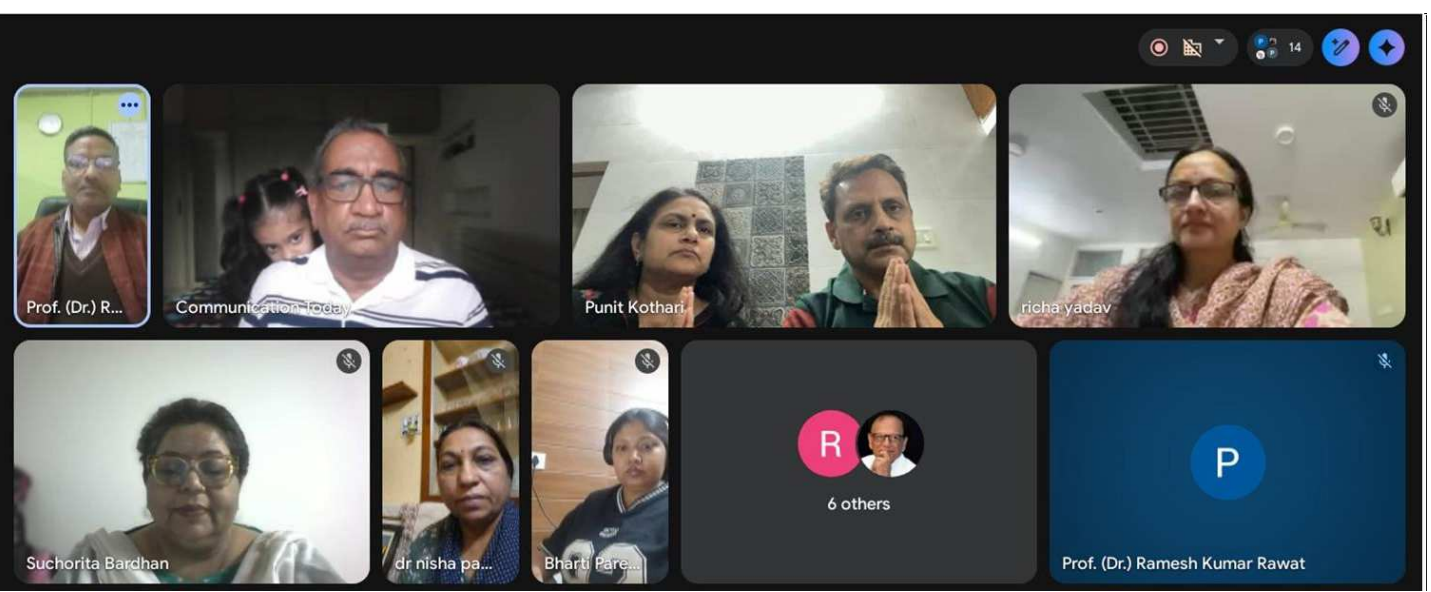 14
Prof. (Dr.) R...
Communication Today
Punit Kothari
richa yadav
Suchorita Bardhan
dr nisha pa...
Bharti Pare...
R
6 others
P
Prof. (Dr.) Ramesh Kumar Rawat